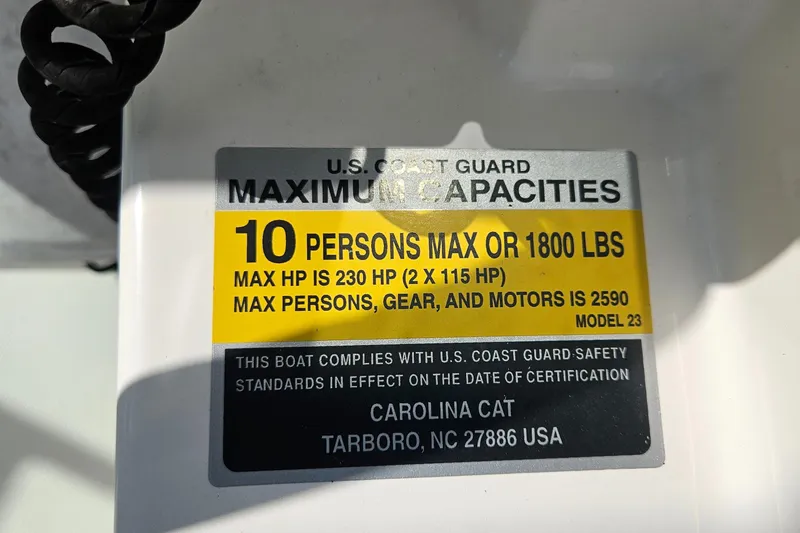 U.S. COAST GUARD
MAXIMUM CAPACITIES
10 PERSONS MAX OR 1800 LBS
MAX HP IS 230 HP (2 X 115 HP)
MAX PERSONS, GEAR, AND MOTORS IS 2590
MODEL 23
THIS BOAT COMPLIES WITH U.S. COAST GUARD SAFETY
STANDARDS IN EFFECT ON THE DATE OF CERTIFICATION
CAROLINA CAT
TARBORO, NC 27886 USA